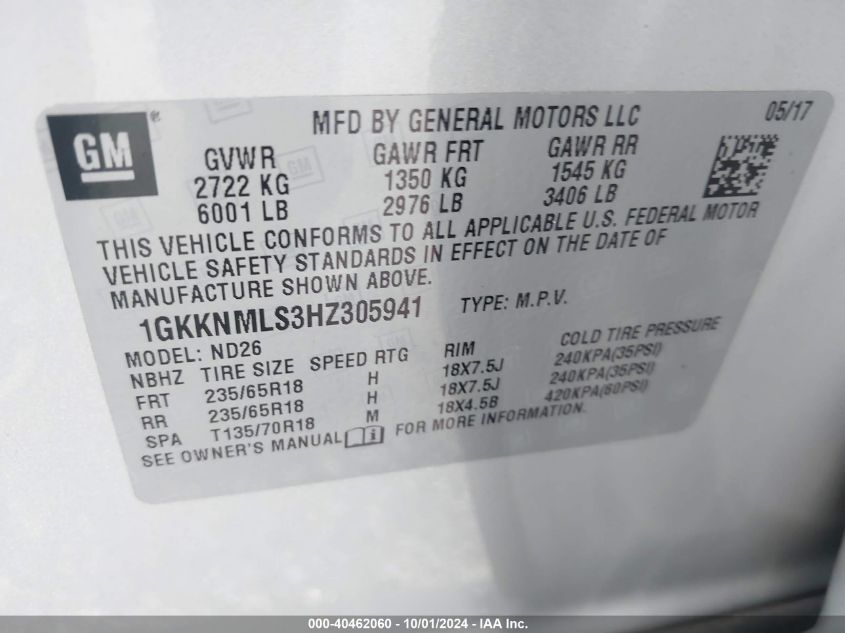 GM ®
MFD BY GENERAL MOTORS LLC 05/17
GVWR GAWR FRT GAWR RR
2722 KG 1350 KG 1545 KG
6001 LB 2976 LB 3406 LB
THIS VEHICLE CONFORMS TO ALL APPLICABLE U.S. FEDERAL MOTOR
VEHICLE SAFETY STANDARDS IN EFFECT ON THE DATE OF
MANUFACTURE SHOWN ABOVE.
1GKKNMLS3HZ305941 TYPE: M.P.V.
MODEL: ND26
NBHZ TIRE SIZE SPEED RTG RIM COLD TIRE PRESSURE
FRT 235/65R18 H 18X7.5J 240KPA(35PSI)
RR 235/65R18 H 18X7.5J 240KPA(35PSI)
SPA T135/70R18 M 18X4.5B 420KPA(60PSI)
SEE OWNER'S MANUAL FOR MORE INFORMATION.
000-40462060 - 10/01/2024 - IAA Inc.